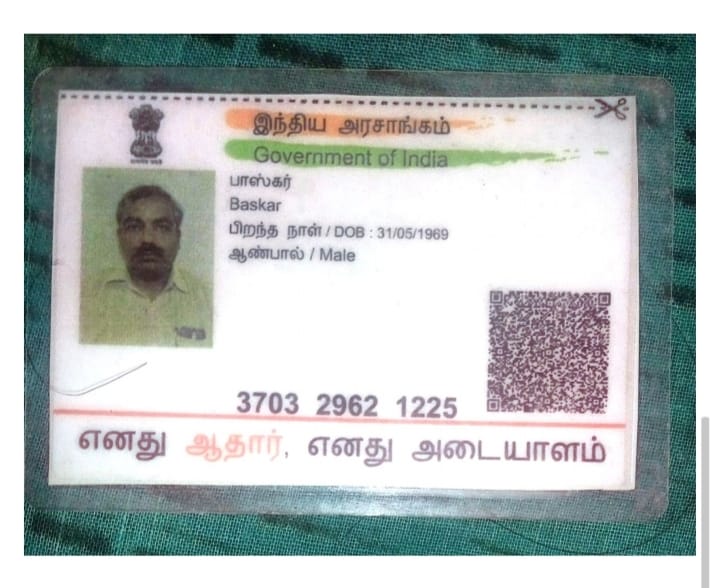 இந்திய அரசாங்கம்
Government of India
பாஸ்கர்
Baskar
பிறந்த நாள் / DOB : 31/05/1969
ஆண்பால் / Male
3703 2962 1225
எனது ஆதார், எனது அடையாளம்